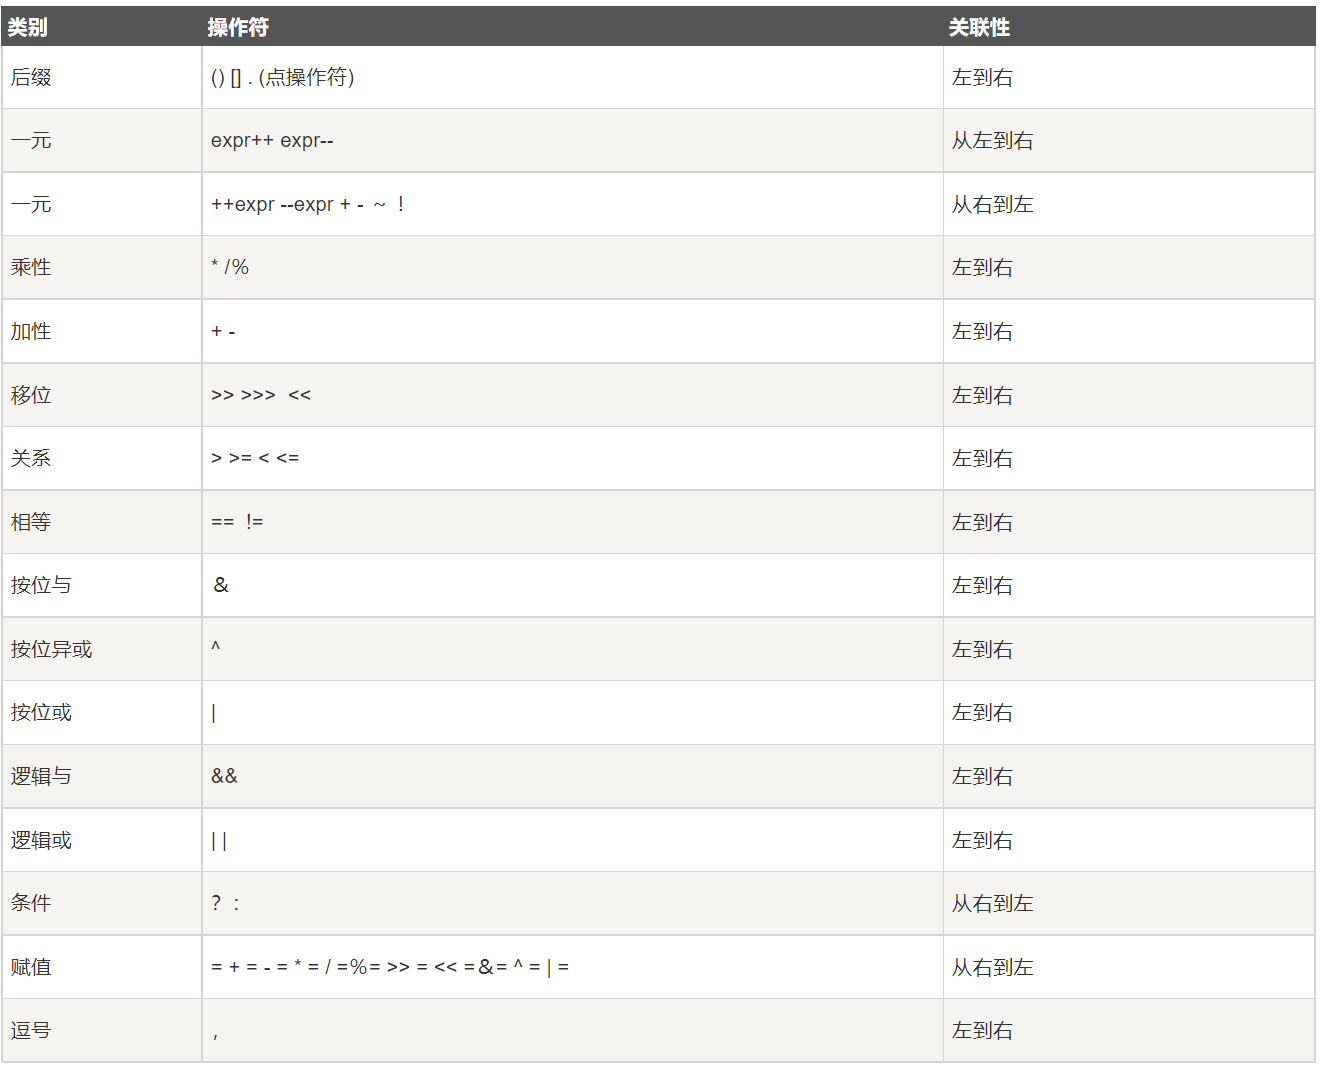 类别 操作符 关联性
后缀 () [] . (点操作符) 左到右
一元 expr++ expr-- 从左到右
一元 ++expr --expr + - ~ ! 从右到左
乘性 * /% 左到右
加性 + - 左到右
移位 >> >>> << 左到右
关系 > >= < <= 左到右
相等 == != 左到右
按位与 & 左到右
按位异或 ^ 左到右
按位或 | 左到右
逻辑与 && 左到右
逻辑或 | | 左到右
条件 ? : 从右到左
赋值 = + = - = * = / =%= >> = << =&= ^ = | = 从右到左
逗号 , 左到右